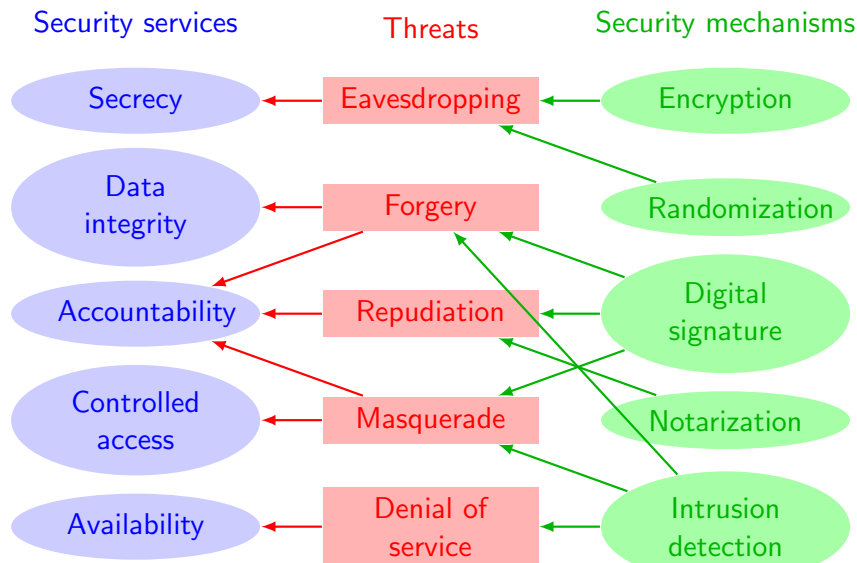 Security services
Threats
Security mechanisms
Secrecy
Eavesdropping
Encryption
Data
integrity
Forgery
Randomization
Accountability
Repudiation
Digital
signature
Controlled
access
Masquerade
Notarization
Availability
Denial of
service
Intrusion
detection